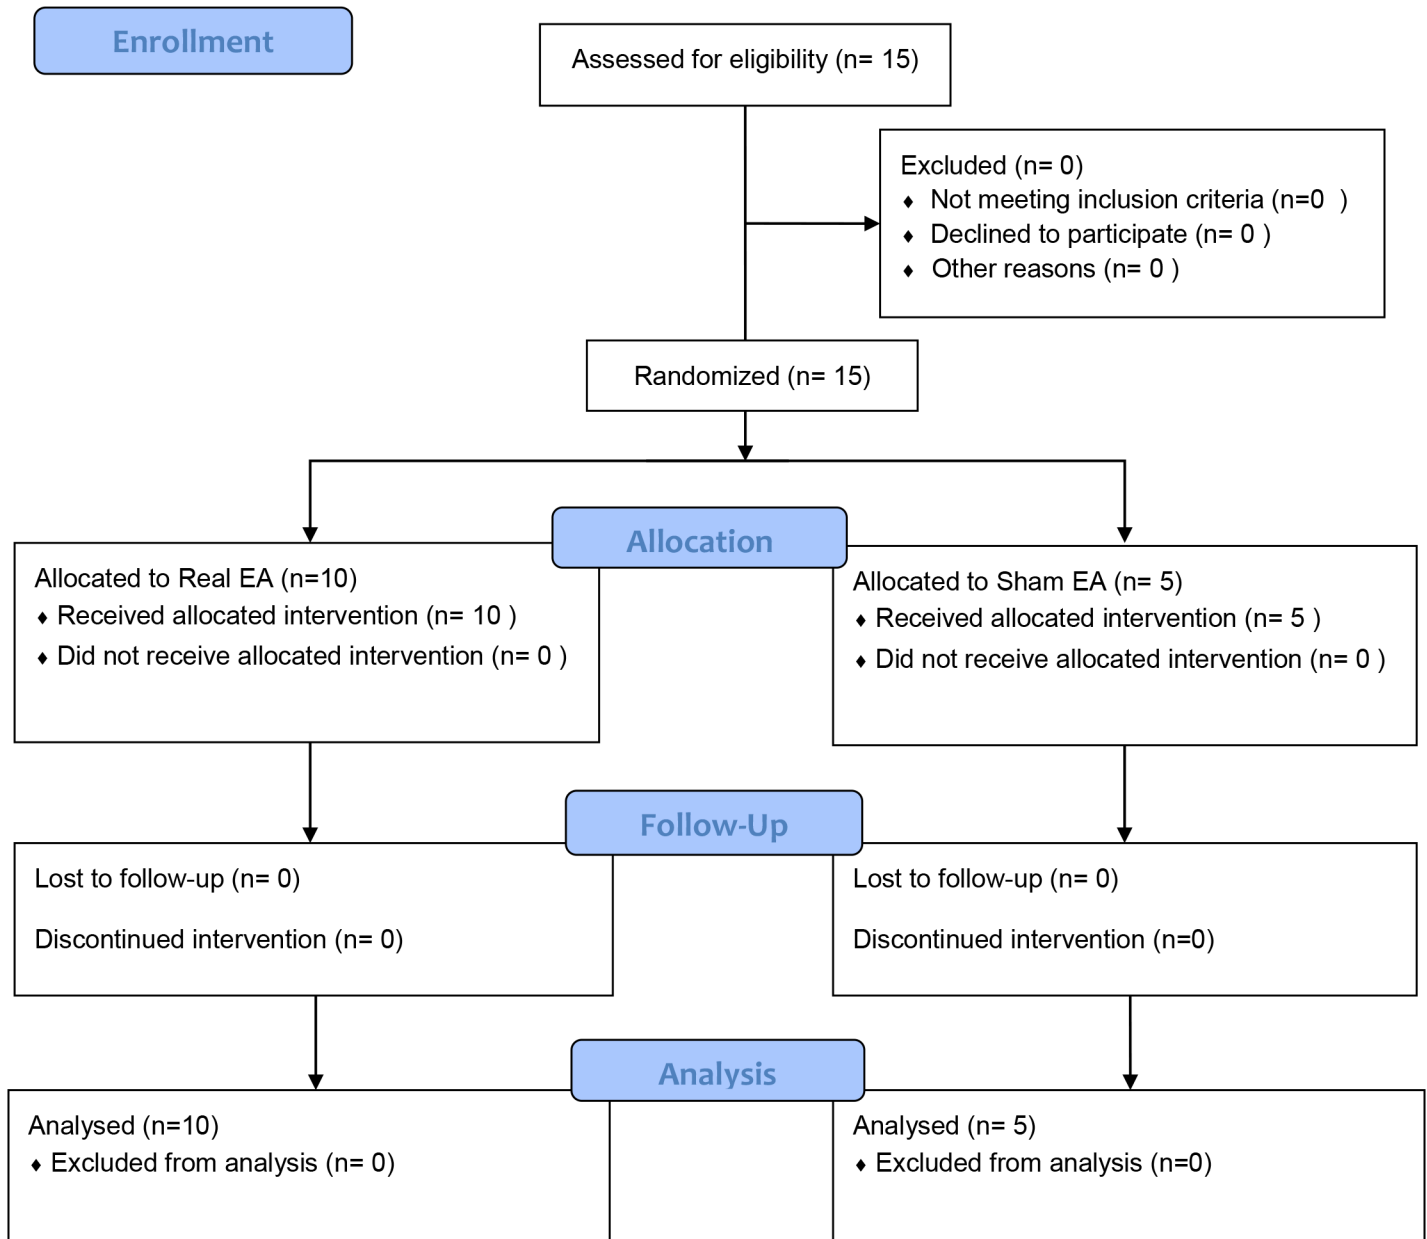 Enrollment
Assessed for eligibility (n= 15)
Excluded (n= 0)
♦ Not meeting inclusion criteria (n=0  )
♦ Declined to participate (n= 0 )
♦ Other reasons (n= 0 )
Randomized (n= 15)
Allocation
Allocated to Real EA (n=10)
♦ Received allocated intervention (n= 10 )
♦ Did not receive allocated intervention (n= 0 )
Allocated to Sham EA (n= 5)
♦ Received allocated intervention (n= 5 )
♦ Did not receive allocated intervention (n= 0 )
Follow-Up
Lost to follow-up (n= 0)
Discontinued intervention (n= 0)
Lost to follow-up (n= 0)
Discontinued intervention (n=0)
Analysis
Analysed (n=10)
♦ Excluded from analysis (n= 0)
Analysed (n= 5)
♦ Excluded from analysis (n=0)